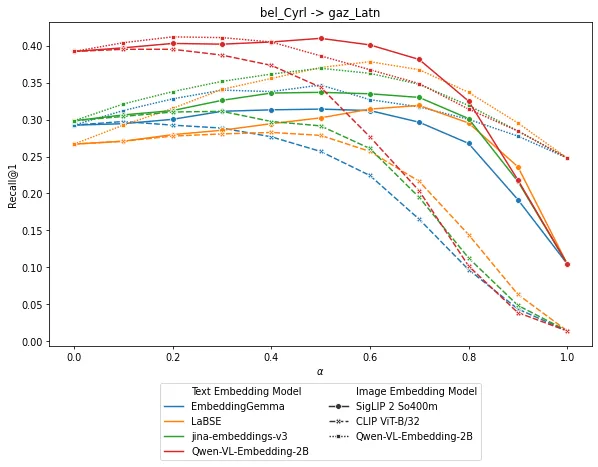 bel_Cyrl -> gaz_Latn
Recall@1
0.40
0.35
0.30
0.25
0.20
0.15
0.10
0.05
0.00
0.0 0.2 0.4 0.6 0.8 1.0
α
Text Embedding Model Image Embedding Model
EmbeddingGemma SigLIP 2 So400m
LaBSE CLIP ViT-B/32
jina-embeddings-v3 Qwen-VL-Embedding-2B
Qwen-VL-Embedding-2B